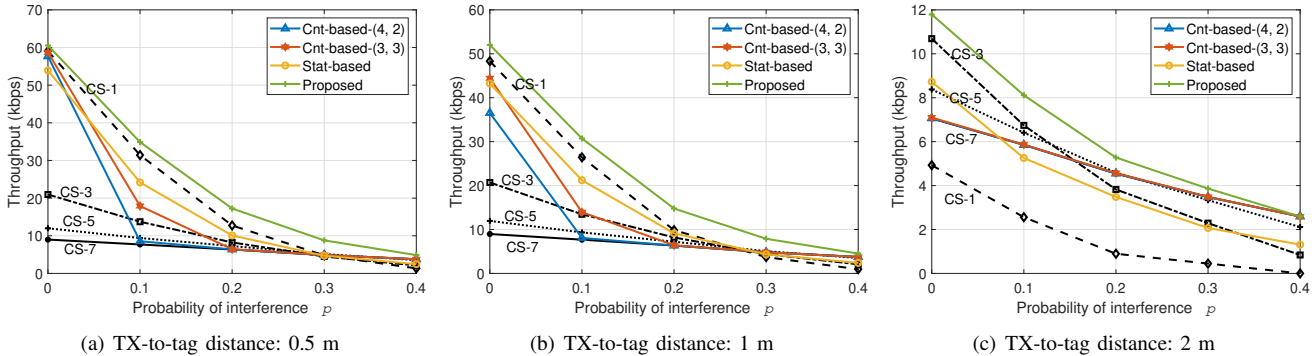 70
60
50
40
30
20
10
0
Throughput (kbps)
CS-1
CS-3
CS-5
CS-7
Cnt-based-(4, 2)
Cnt-based-(3, 3)
Stat-based
Proposed
0 0.1 0.2 0.3 0.4
Probability of interference p
(a) TX-to-tag distance: 0.5 m
60
50
40
30
20
10
0
Throughput (kbps)
CS-1
CS-3
CS-5
CS-7
Cnt-based-(4, 2)
Cnt-based-(3, 3)
Stat-based
Proposed
0 0.1 0.2 0.3 0.4
Probability of interference p
(b) TX-to-tag distance: 1 m
12
10
8
6
4
2
0
Throughput (kbps)
CS-3
CS-5
CS-7
CS-1
Cnt-based-(4, 2)
Cnt-based-(3, 3)
Stat-based
Proposed
0 0.1 0.2 0.3 0.4
Probability of interference p
(c) TX-to-tag distance: 2 m